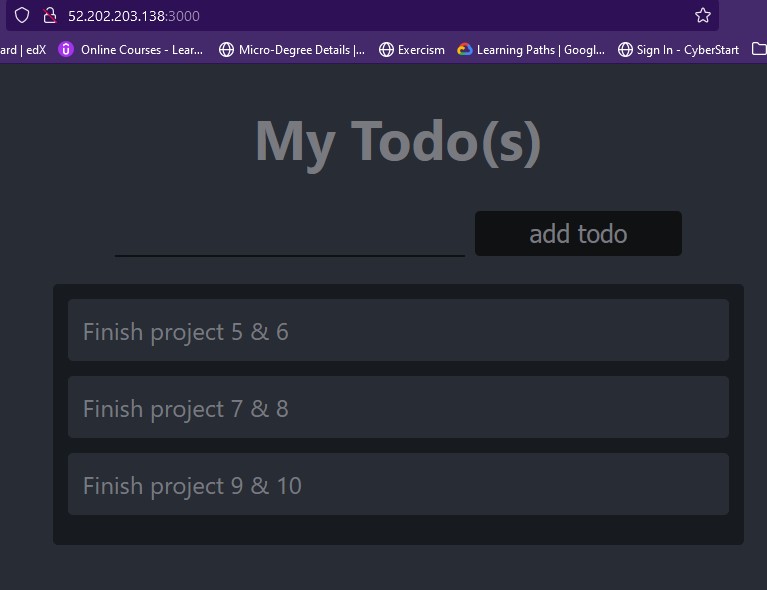 52.202.203.138:3000
ard | edX Online Courses - Lear... Micro-Degree Details |... Exercism Learning Paths | Googl... Sign In - CyberStart
My Todo(s)
add todo
Finish project 5 & 6
Finish project 7 & 8
Finish project 9 & 10